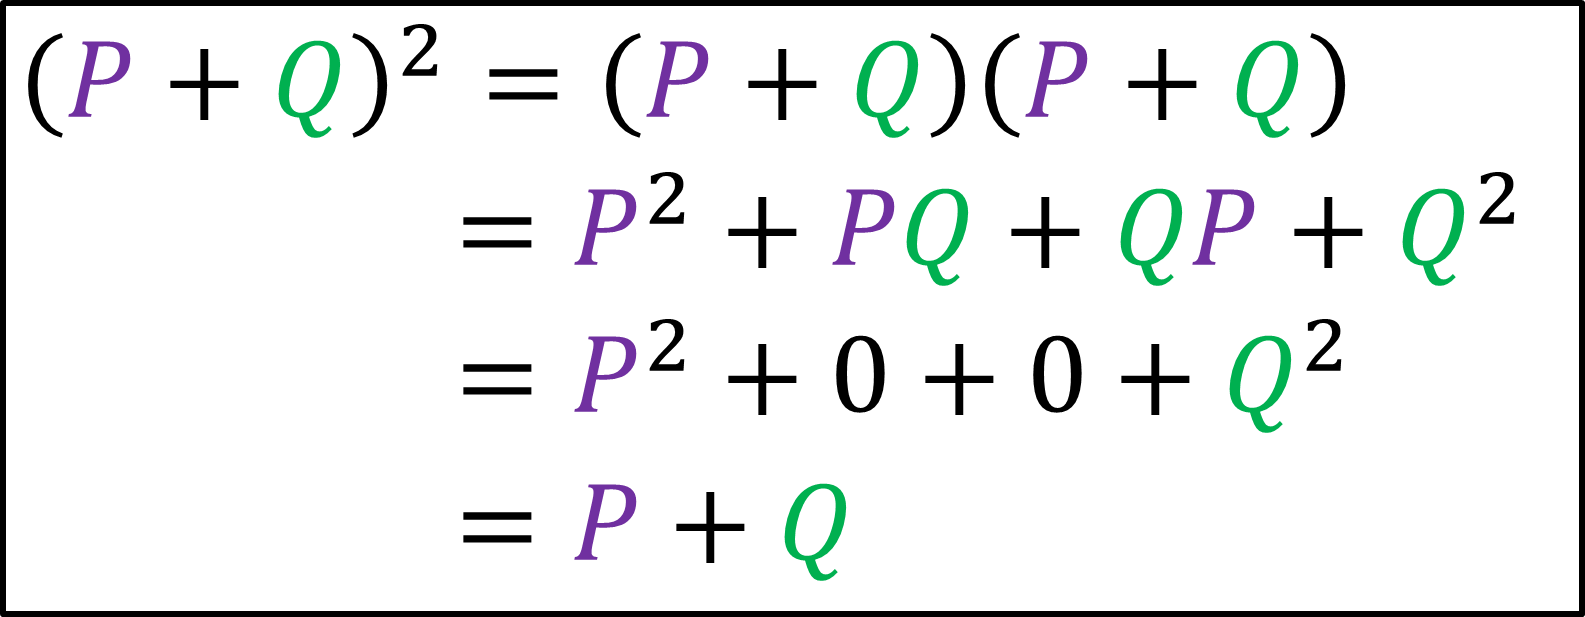 (P + Q)² = (P + Q)(P + Q)
= P² + PQ + QP + Q²
= P² + 0 + 0 + Q²
= P + Q